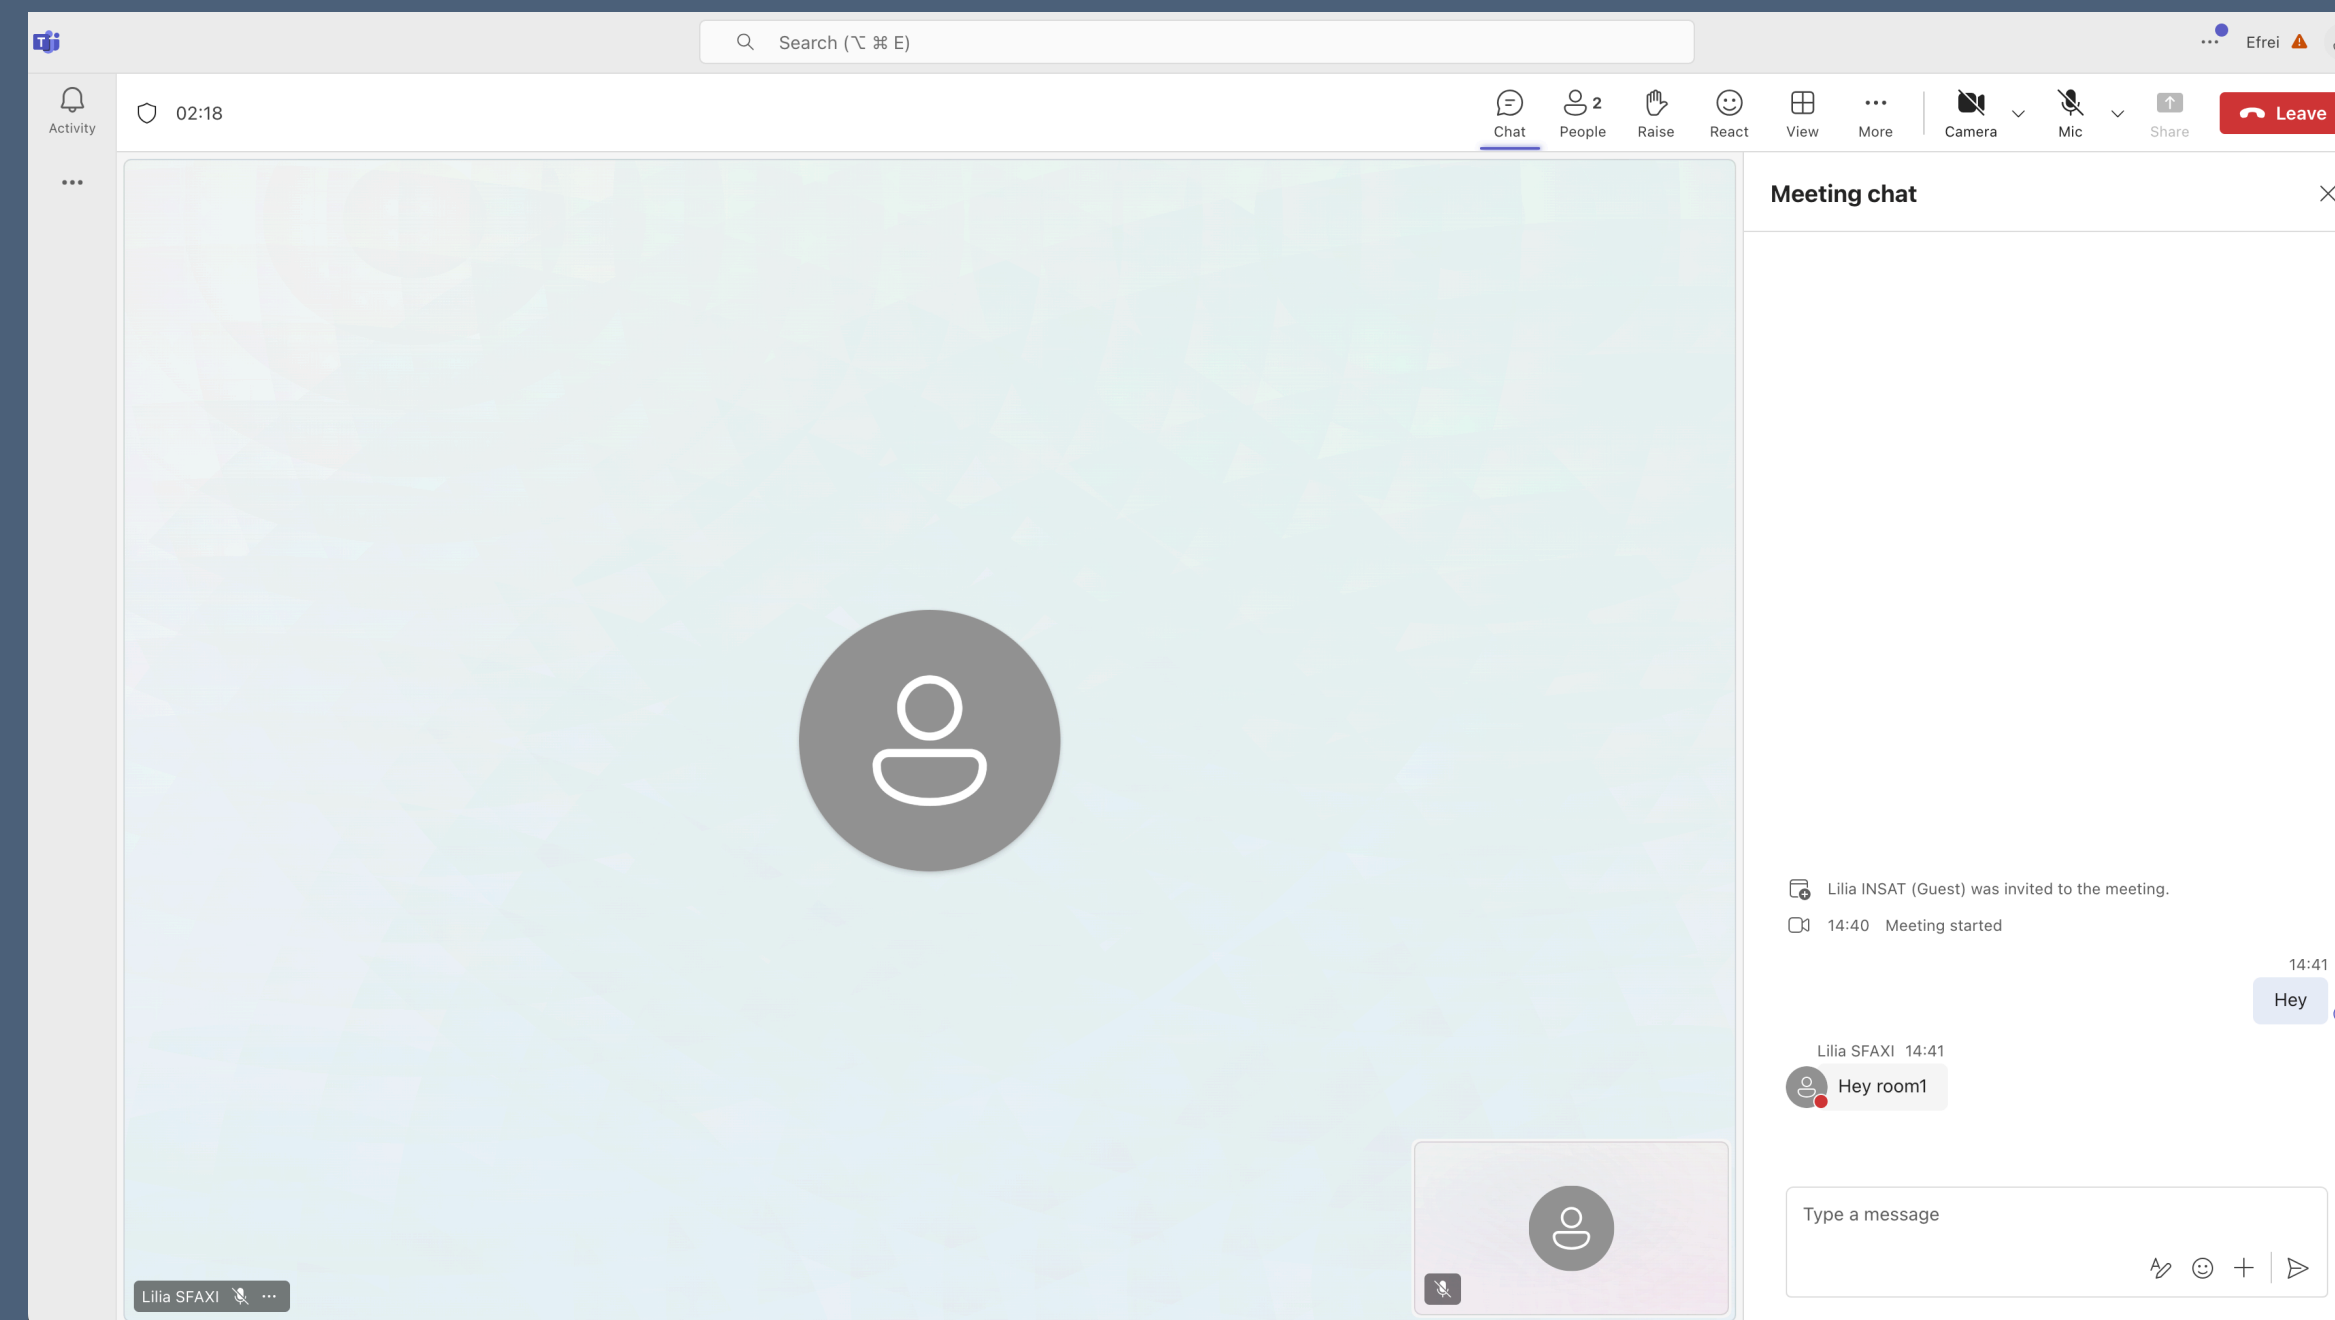 Search (⌥ ⌘ E)
Efrei
Activity
02:18
Chat
2
People
Raise
React
View
More
Camera
Mic
Share
Leave
Meeting chat
Lilia INSAT (Guest) was invited to the meeting.
14:40 Meeting started
14:41
Hey
Lilia SFAXI 14:41
Hey room1
Type a message
Lilia SFAXI